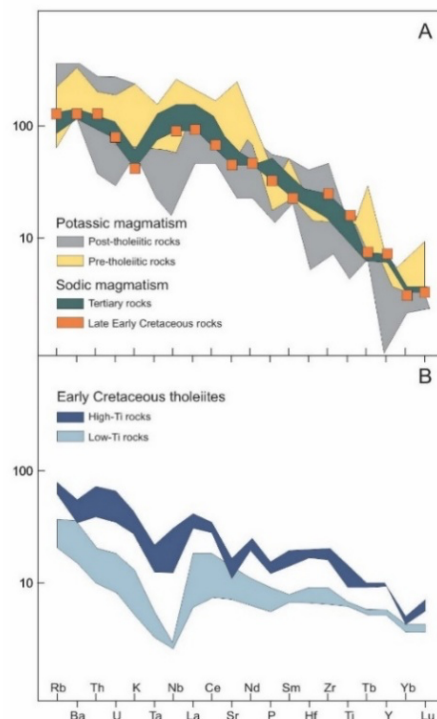 A
100
10
Potassic magmatism
Post-tholeiitic rocks
Pre-tholeiitic rocks
Sodic magmatism
Tertiary rocks
Late Early Cretaceous rocks
B
Early Cretaceous tholeiites
High-Ti rocks
Low-Ti rocks
100
10
Rb Th K Nb Ce Nd Sm Zr Tb Yb
Ba U Ta La Sr P Hf Ti Y Lu